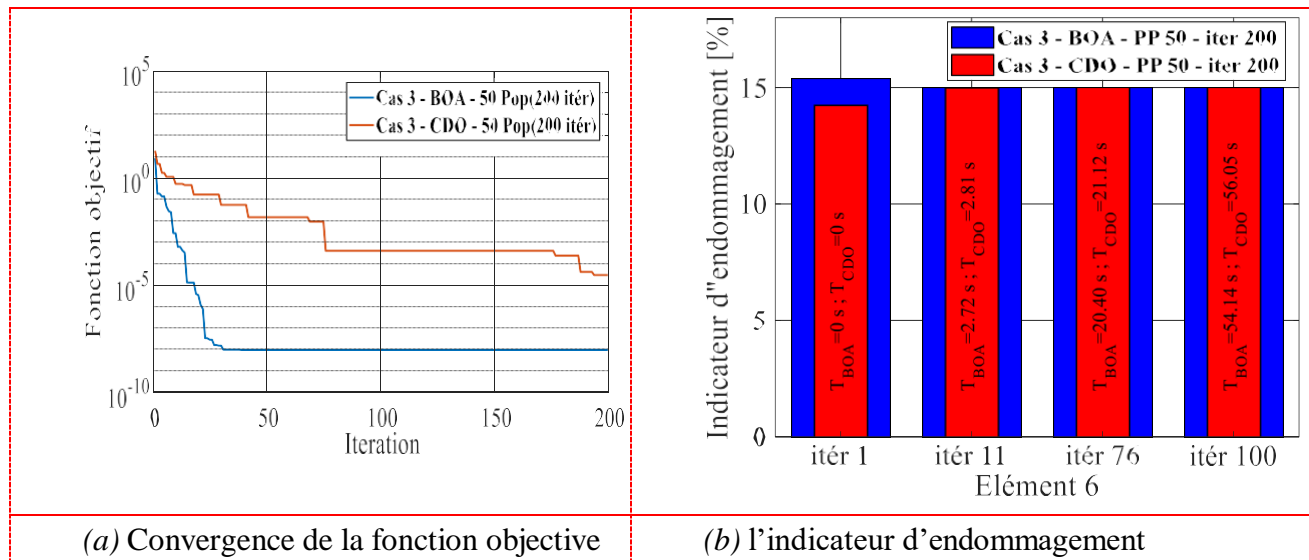 10^5
10^0
10^-5
10^-10
Fonction objectif
Cas 3 - BOA - 50 Pop(200 itér)
Cas 3 - CDO - 50 Pop(200 itér)
0 50 100 150 200
Iteration
Indicateur d"endommagement [%]
15
10
5
0
Cas 3 - BOA - PP 50 - iter 200
Cas 3 - CDO - PP 50 - iter 200
T_BOA=0 s ; T_CDO=0 s
T_BOA=2.72 s ; T_CDO=2.81 s
T_BOA=20.40 s ; T_CDO=21.12 s
T_BOA=54.14 s ; T_CDO=56.05 s
itér 1 itér 11 itér 76 itér 100
Elément 6
(a) Convergence de la fonction objective
(b) l’indicateur d’endommagement